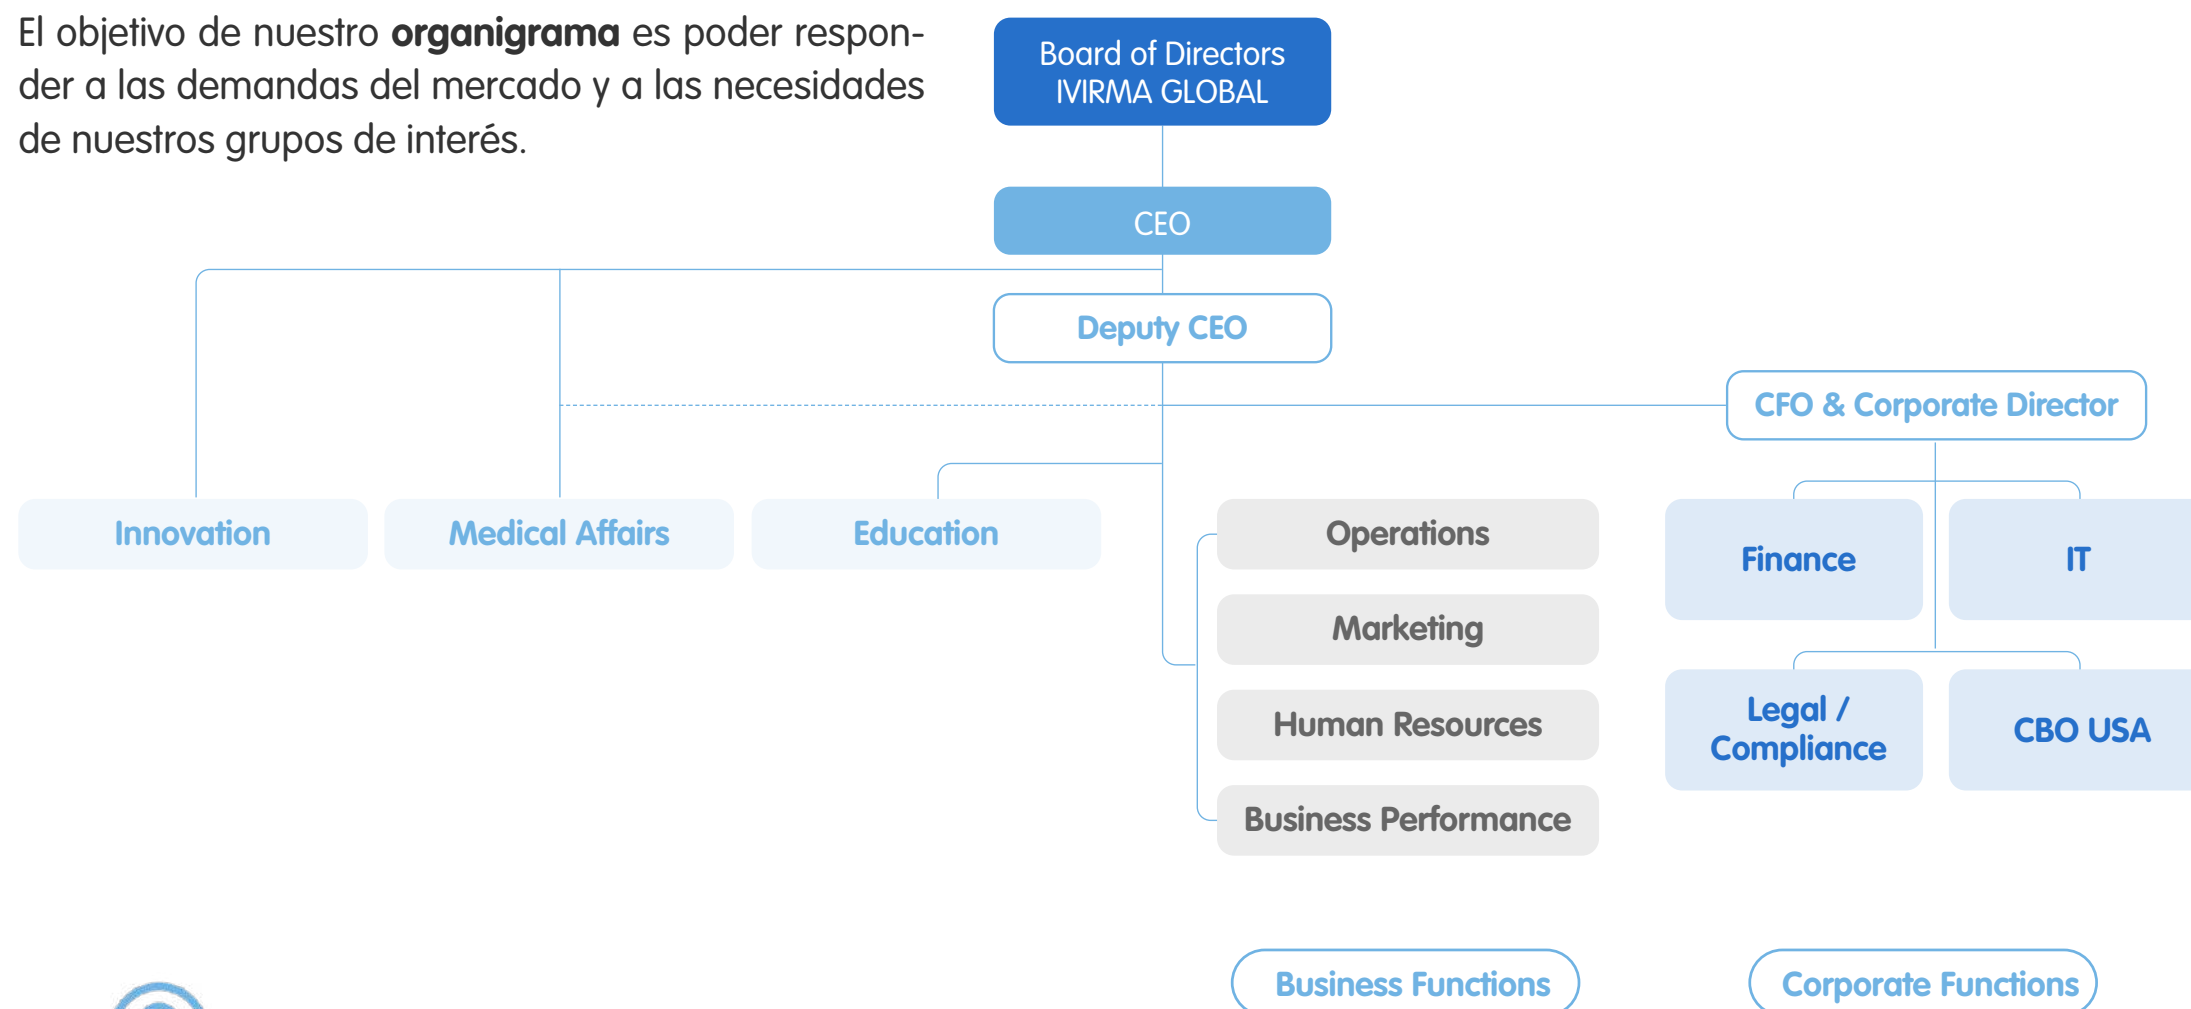 El objetivo de nuestro organigrama es poder respon-
der a las demandas del mercado y a las necesidades
de nuestros grupos de interés.
Board of Directors
IVIRMA GLOBAL
CEO
Deputy CEO
CFO & Corporate Director
Innovation
Medical Affairs
Education
Operations
Marketing
Human Resources
Business Performance
Finance
IT
Legal /
Compliance
CBO USA
Business Functions
Corporate Functions